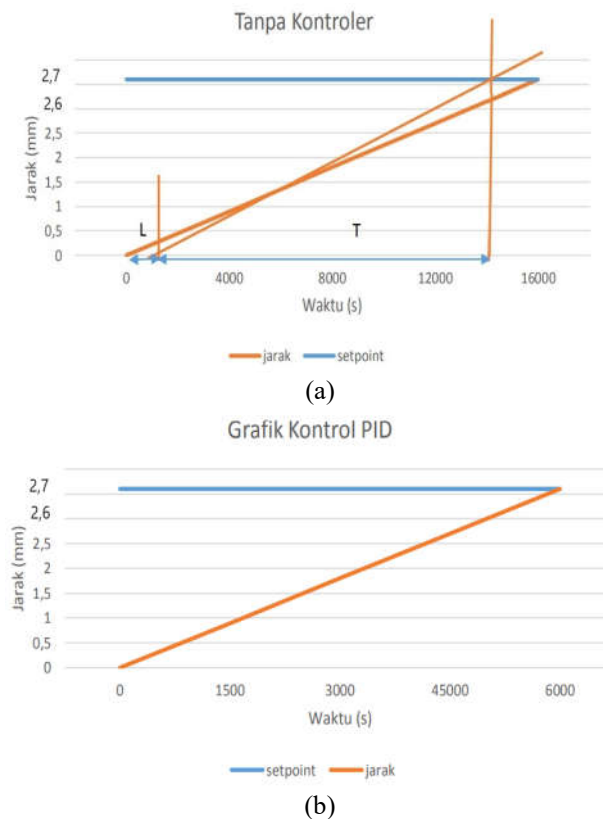 Tanpa Kontroler
2,7
2,6
2,5
2
1,5
1
0,5
0
Jarak (mm)
L
T
0 4000 8000 12000 16000
Waktu (s)
jarak setpoint
(a)
Grafik Kontrol PID
2,7
2,6
2,5
2
1,5
1
0,5
0
Jarak (mm)
0 1500 3000 45000 6000
Waktu (s)
setpoint jarak
(b)